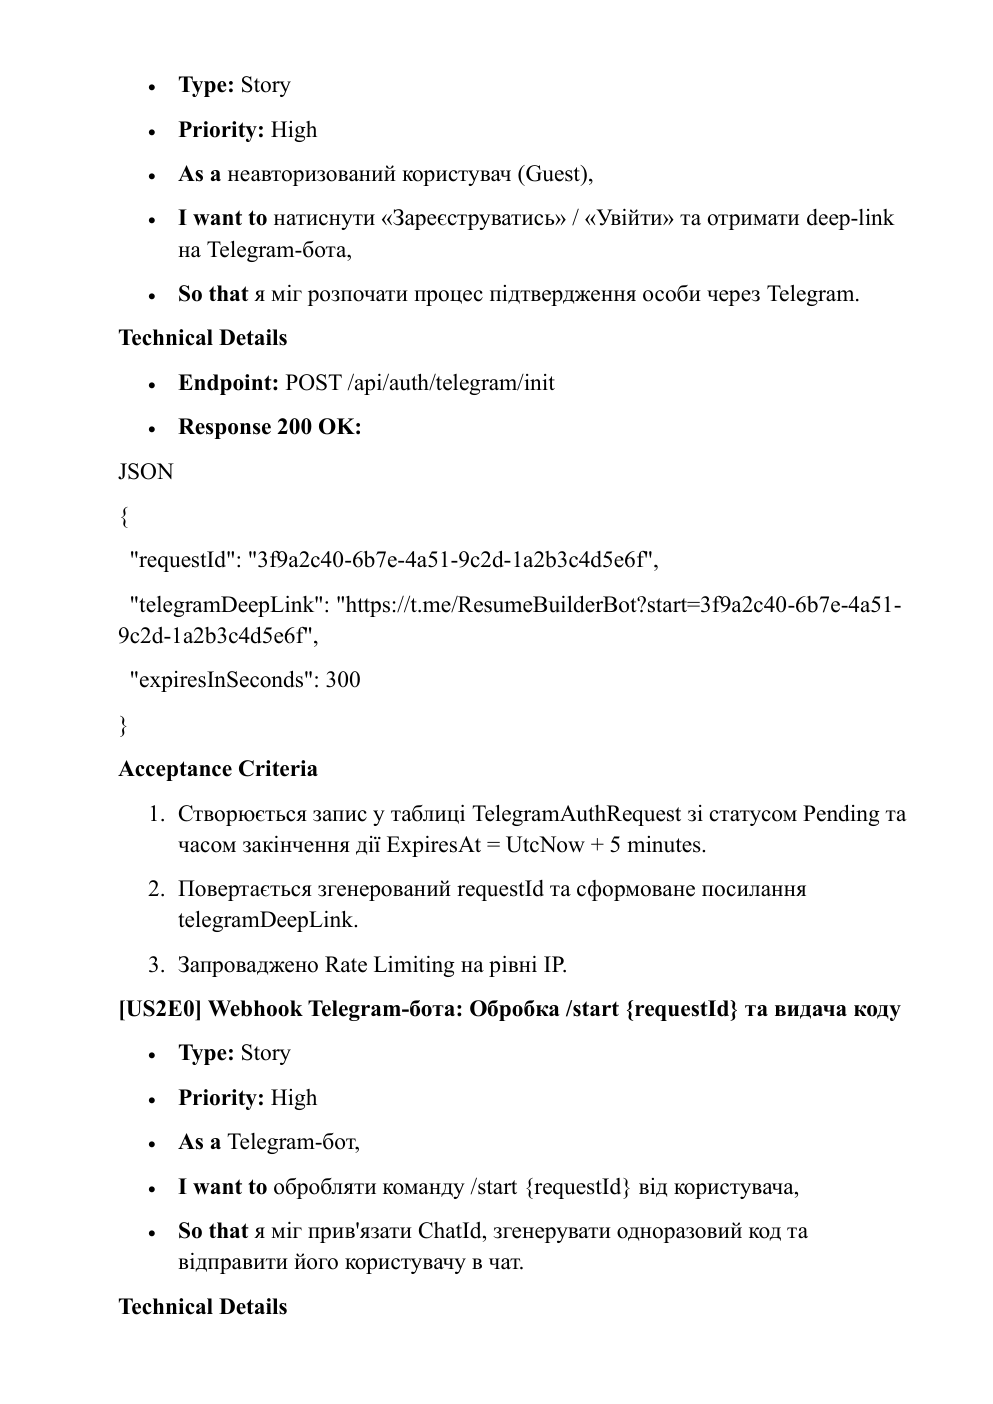 • Type: Story
• Priority: High
• As a неавторизований користувач (Guest),
• I want to натиснути «Зареєструватись» / «Увійти» та отримати deep-link
на Telegram-бота,
• So that я міг розпочати процес підтвердження особи через Telegram.
Technical Details
• Endpoint: POST /api/auth/telegram/init
• Response 200 OK:
JSON
{
"requestId": "3f9a2c40-6b7e-4a51-9c2d-1a2b3c4d5e6f",
"telegramDeepLink": "https://t.me/ResumeBuilderBot?start=3f9a2c40-6b7e-4a51-
9c2d-1a2b3c4d5e6f",
"expiresInSeconds": 300
}
Acceptance Criteria
1. Створюється запис у таблиці TelegramAuthRequest зі статусом Pending та
часом закінчення дії ExpiresAt = UtcNow + 5 minutes.
2. Повертається згенерований requestId та сформоване посилання
telegramDeepLink.
3. Запроваджено Rate Limiting на рівні IP.
[US2E0] Webhook Telegram-бота: Обробка /start {requestId} та видача коду
• Type: Story
• Priority: High
• As a Telegram-бот,
• I want to обробляти команду /start {requestId} від користувача,
• So that я міг прив'язати ChatId, згенерувати одноразовий код та
відправити його користувачу в чат.
Technical Details